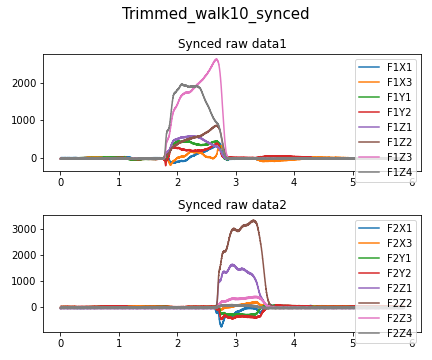 Trimmed_walk10_synced
Synced raw data1
2000
1000
0
F1X1
F1X3
F1Y1
F1Y2
F1Z1
F1Z2
F1Z3
F1Z4
0 1 2 3 4 5 6
Synced raw data2
3000
2000
1000
0
F2X1
F2X3
F2Y1
F2Y2
F2Z1
F2Z2
F2Z3
F2Z4
0 1 2 3 4 5 6